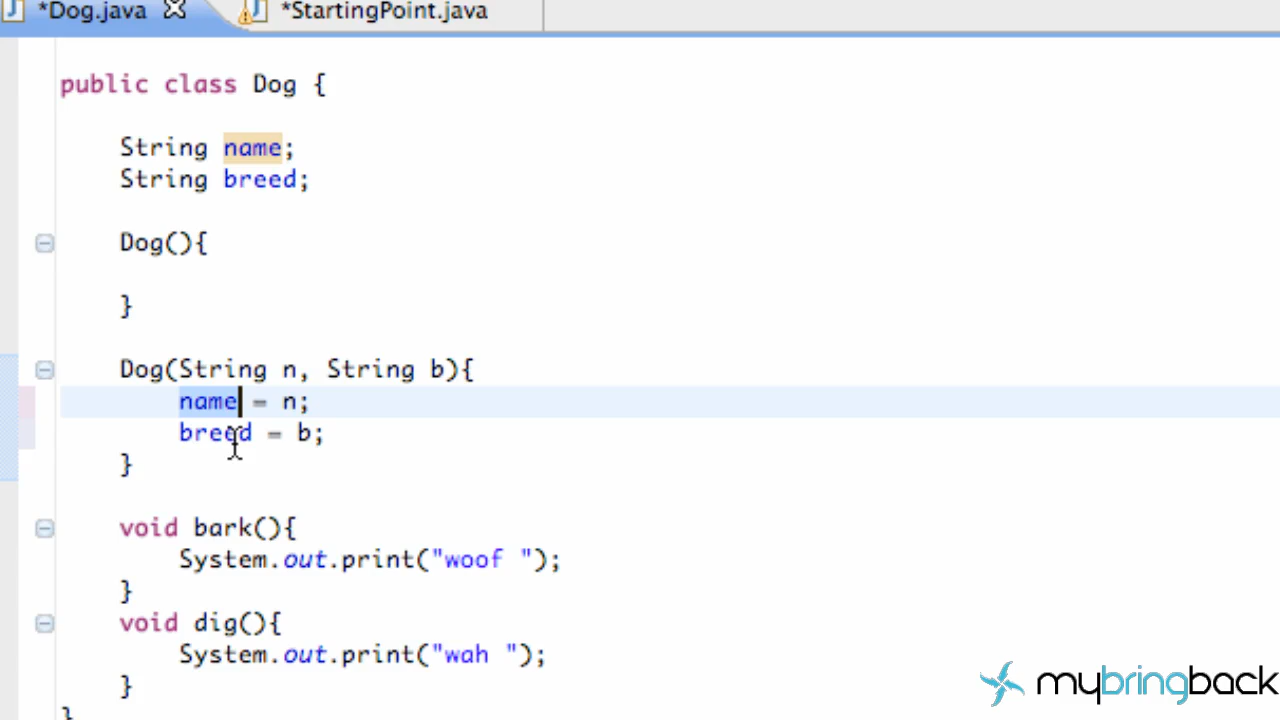 *Dog.java *StartingPoint.java
public class Dog {
String name;
String breed;
Dog(){
}
Dog(String n, String b){
name = n;
breed = b;
}
void bark(){
System.out.print("woof ");
}
void dig(){
System.out.print("wah ");
}
}
mybringback